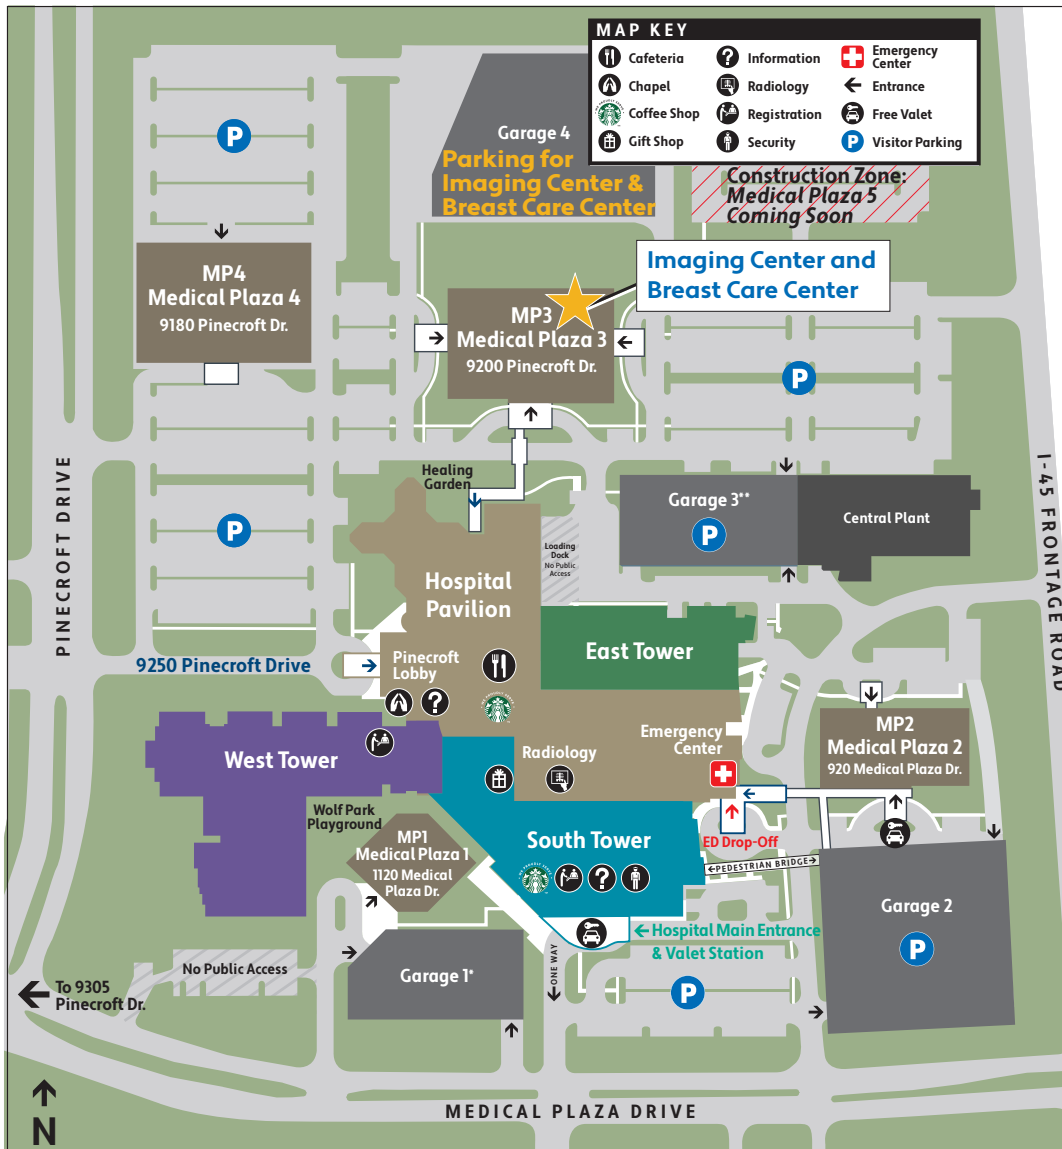 MAP KEY
Cafeteria
Chapel
Coffee Shop
Gift Shop
Information
Radiology
Registration
Security
Emergency
Center
Entrance
Free Valet
P Visitor Parking
Garage 4
Parking for
Imaging Center &
Breast Care Center
Construction Zone:
Medical Plaza 5
Coming Soon
P
MP4
Medical Plaza 4
9180 Pinecroft Dr.
Imaging Center and
Breast Care Center
MP3
Medical Plaza 3
9200 Pinecroft Dr.
P
PINECROFT DRIVE
I-45 FRONTAGE ROAD
Healing
Garden
Garage 3**
P
Central Plant
P
Loading
Dock
No Public
Access
Hospital
Pavilion
East Tower
9250 Pinecroft Drive
Pinecroft
Lobby
West Tower
Radiology
Emergency
Center
MP2
Medical Plaza 2
920 Medical Plaza Dr.
Wolf Park
Playground
MP1
Medical Plaza 1
1120 Medical
Plaza Dr.
South Tower
ED Drop-Off
PEDESTRIAN BRIDGE
Garage 2
P
Hospital Main Entrance
& Valet Station
No Public Access
Garage 1*
ONE WAY
P
To 9305
Pinecroft Dr.
N
MEDICAL PLAZA DRIVE